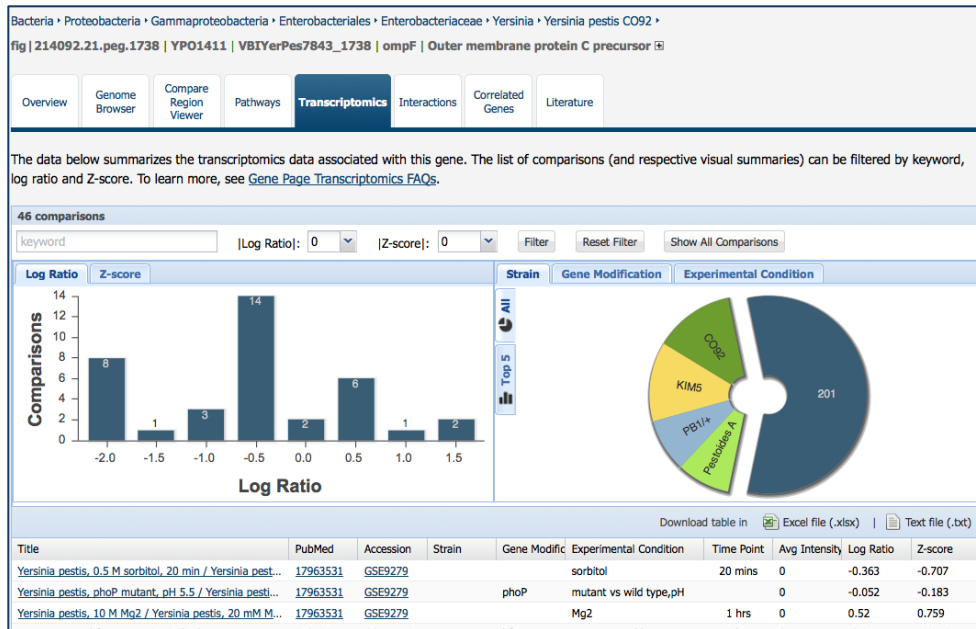 Bacteria ‣ Proteobacteria ‣ Gammaproteobacteria ‣ Enterobacteriales ‣ Enterobacteriaceae ‣ Yersinia ‣ Yersinia pestis CO92 ‣
fig|214092.21.peg.1738 | YPO1411 | VBIYerPes7843_1738 | ompF | Outer membrane protein C precursor
Overview
Genome
Browser
Compare
Region
Viewer
Pathways
Transcriptomics
Interactions
Correlated
Genes
Literature
The data below summarizes the transcriptomics data associated with this gene. The list of comparisons (and respective visual summaries) can be filtered by keyword,
log ratio and Z-score. To learn more, see Gene Page Transcriptomics FAQs.
46 comparisons
keyword |Log Ratio|: 0 |Z-score|: 0 Filter Reset Filter Show All Comparisons
Log Ratio Z-score
Comparisons
14
12
10
8
6
4
2
0
8
1
3
14
2
6
1
2
-2.0 -1.5 -1.0 -0.5 0.0 0.5 1.0 1.5
Log Ratio
Strain Gene Modification Experimental Condition
All
Top 5
CO92
KIM5
PB1/+
Pestoides A
201
Download table in Excel file (.xlsx) | Text file (.txt)
Title PubMed Accession Strain Gene Modific Experimental Condition Time Point Avg Intensity Log Ratio Z-score
Yersinia pestis, 0.5 M sorbitol, 20 min / Yersinia pest... 17963531 GSE9279 sorbitol 20 mins 0 -0.363 -0.707
Yersinia pestis, phoP mutant, pH 5.5 / Yersinia pesti... 17963531 GSE9279 phoP mutant vs wild type,pH 0 -0.052 -0.183
Yersinia pestis, 10 M Mg2 / Yersinia pestis, 20 mM M... 17963531 GSE9279 Mg2 1 hrs 0 0.52 0.759